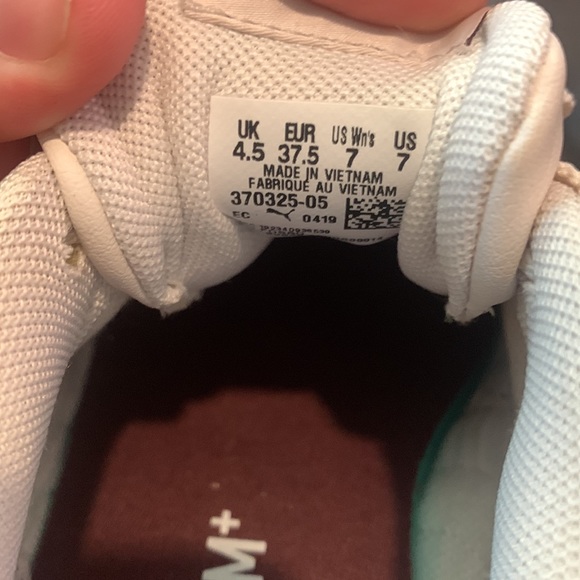 UK EUR US Wn's US
4.5 37.5 7 7
MADE IN VIETNAM
FABRIQUÉ AU VIETNAM
370325-05
EC 0419
M+